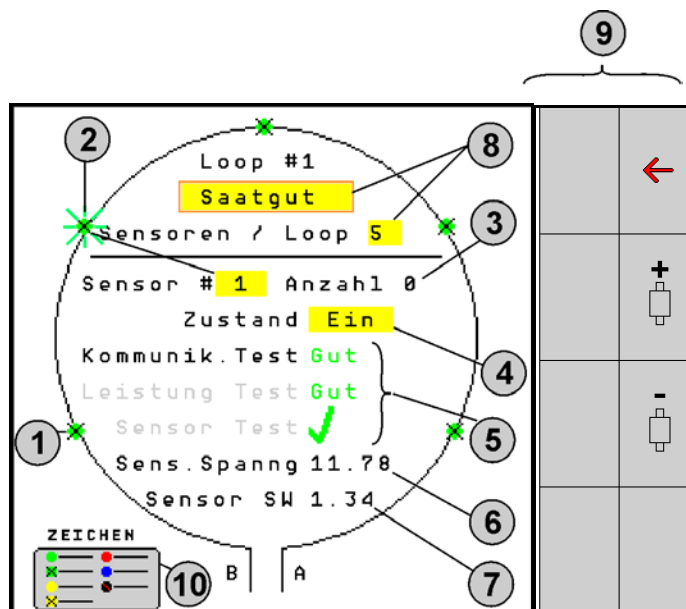 9
2
8
Loop #1
Saatgut
Sensoren / Loop 5
3
Sensor # 1 Anzahl 0
Zustand Ein
4
Kommunik.Test Gut
Leistung Test Gut
5
1
Sensor Test
Sens.Spanng 11.78
6
Sensor SW 1.34
7
ZEICHEN
10
B A
+
-